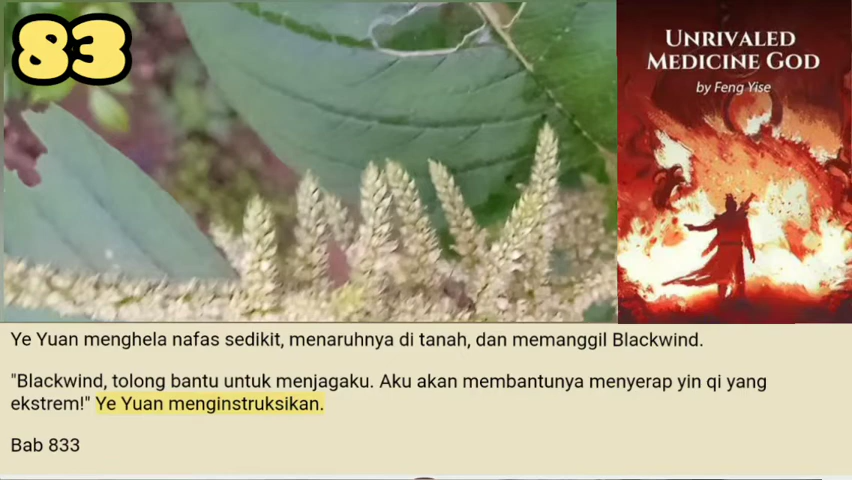 83
UNRIVALED
MEDICINE GOD
by Feng Yise
Ye Yuan menghela nafas sedikit, menaruhnya di tanah, dan memanggil Blackwind.
"Blackwind, tolong bantu untuk menjagaku. Aku akan membantunya menyerap yin qi yang
ekstrem!" Ye Yuan menginstruksikan.
Bab 833